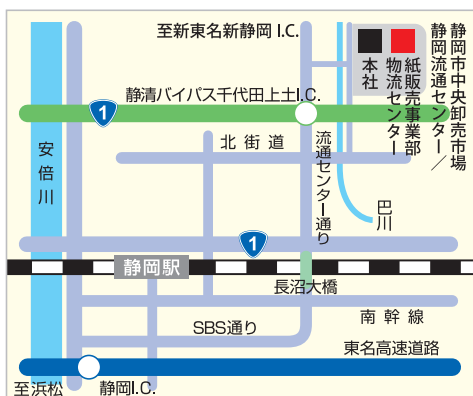 至新東名新静岡 I.C.
静岡市中央卸売市場
静岡流通センター／
紙販売事業部
物流センター
本社
静清バイパス千代田上土I.C.
1
北街道
流通センター通り
安倍川
巴川
1
静岡駅
長沼大橋
南幹線
SBS通り
東名高速道路
至浜松
静岡I.C.